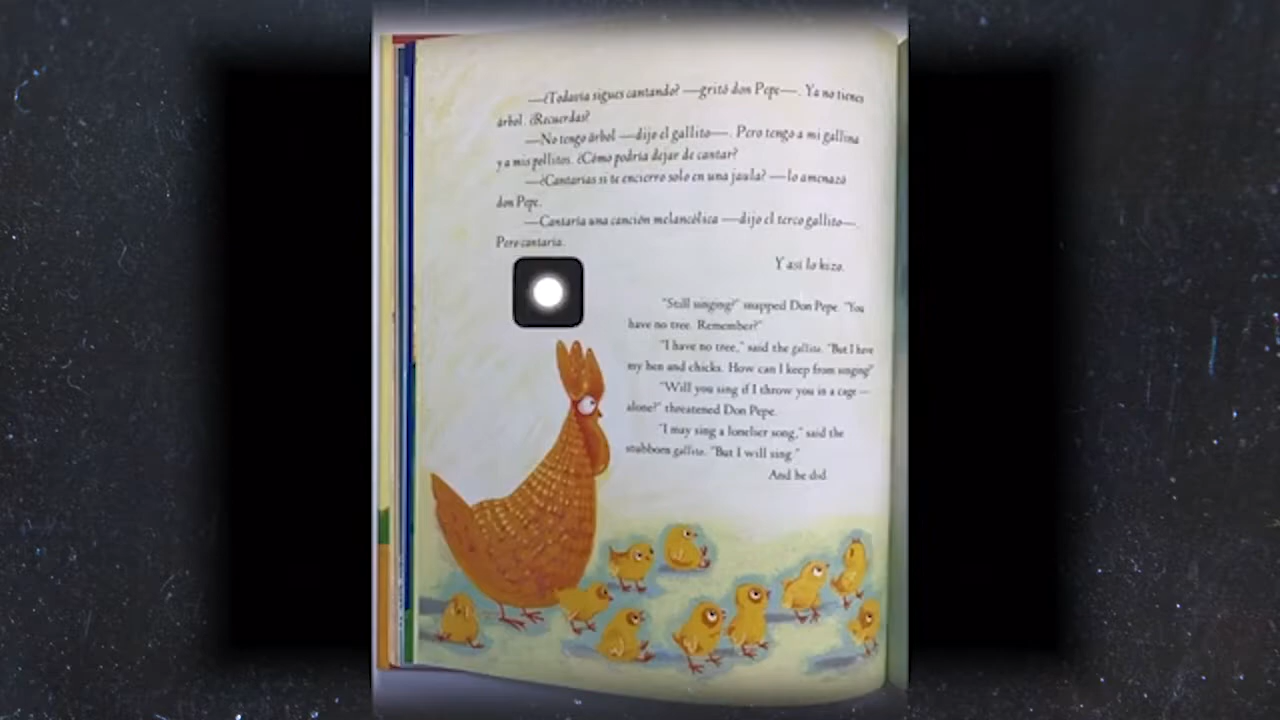 —¿Todavía sigues cantando? —gritó don Pepe—. Ya no tienes
árbol. ¿Recuerdas?
—No tengo árbol —dijo el gallito—. Pero tengo a mi gallina
y a mis pollitos. ¿Cómo podría dejar de cantar?
—¿Cantarías si te encierro solo en una jaula? —lo amenazó
don Pepe.
—Cantaría una canción melancólica —dijo el terco gallito—.
Pero cantaría.
Y así lo hizo.
"Still singing?" snapped Don Pepe. "You
have no tree. Remember?"
"I have no tree," said the gallito. "But I have
my hen and chicks. How can I keep from singing?"
"Will you sing if I throw you in a cage —
alone?" threatened Don Pepe.
"I may sing a lonelier song," said the
stubborn gallito. "But I will sing."
And he did.